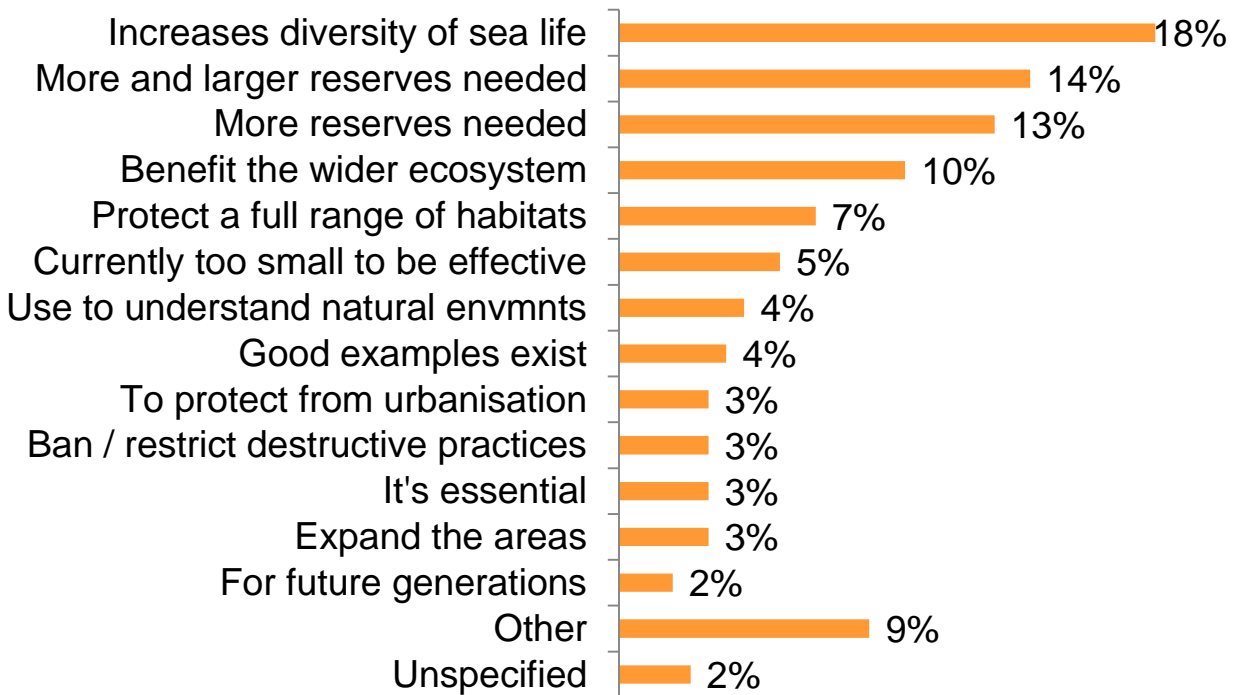 Increases diversity of sea life 18%
More and larger reserves needed 14%
More reserves needed 13%
Benefit the wider ecosystem 10%
Protect a full range of habitats 7%
Currently too small to be effective 5%
Use to understand natural envmnts 4%
Good examples exist 4%
To protect from urbanisation 3%
Ban / restrict destructive practices 3%
It's essential 3%
Expand the areas 3%
For future generations 2%
Other 9%
Unspecified 2%